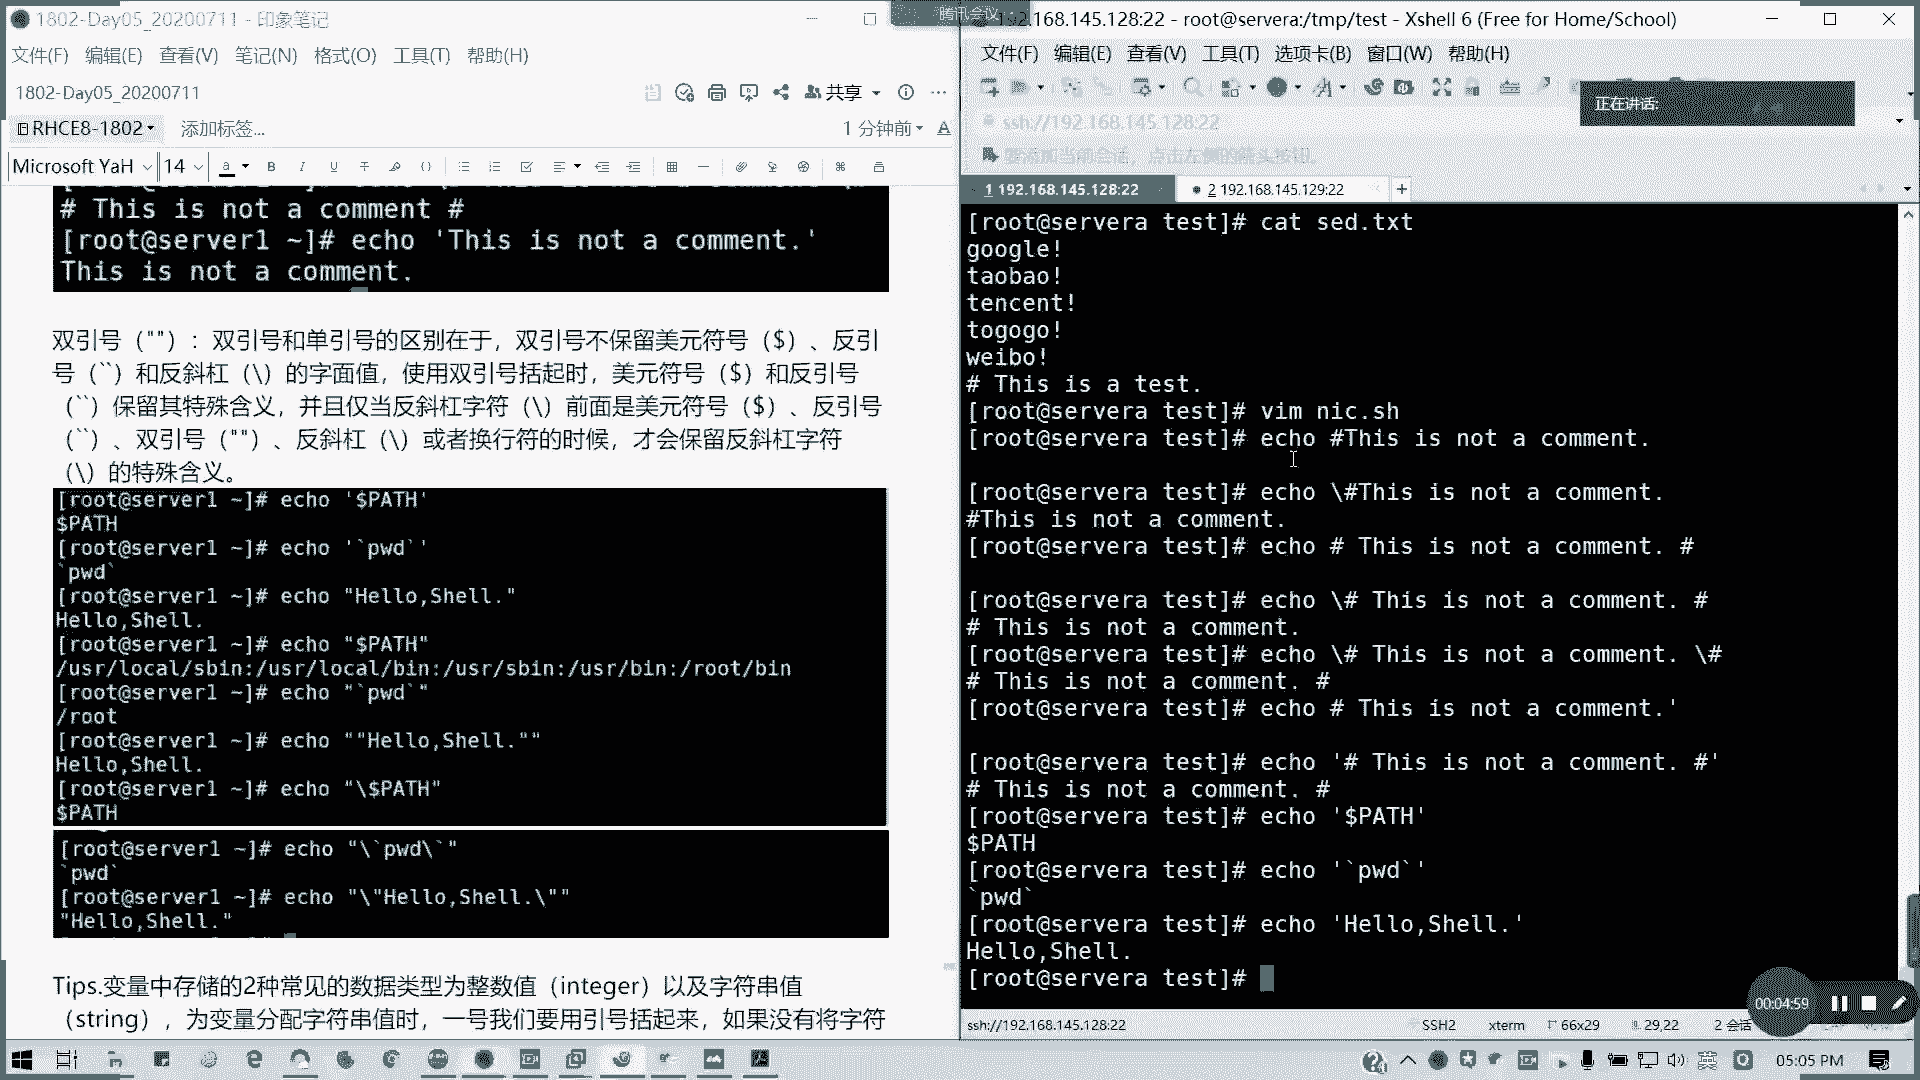 1802-Day05_20200711 - 印象笔记
文件(F) 编辑(E) 查看(V) 笔记(N) 格式(O) 工具(T) 帮助(H)
1802-Day05_20200711
共享
RHCE8-1802 添加标签...
1 分钟前
Microsoft YaH 14
# This is not a comment #
[root@server1 ~]# echo 'This is not a comment.'
This is not a comment.
双引号（""）：双引号和单引号的区别在于，双引号不保留美元符号（$）、反引
号（``）和反斜杠（\）的字面值，使用双引号括起时，美元符号（$）和反引号
（``）保留其特殊含义，并且仅当反斜杠字符（\）前面是美元符号（$）、反引号
（``）、双引号（""）、反斜杠（\）或者换行符的时候，才会保留反斜杠字符
（\）的特殊含义。
[root@server1 ~]# echo '$PATH'
$PATH
[root@server1 ~]# echo '`pwd`'
`pwd`
[root@server1 ~]# echo "Hello,Shell."
Hello,Shell.
[root@server1 ~]# echo "$PATH"
/usr/local/sbin:/usr/local/bin:/usr/sbin:/usr/bin:/root/bin
[root@server1 ~]# echo "`pwd`"
/root
[root@server1 ~]# echo ""Hello,Shell.""
Hello,Shell.
[root@server1 ~]# echo "\$PATH"
$PATH
[root@server1 ~]# echo "\`pwd\`"
`pwd`
[root@server1 ~]# echo "\"Hello,Shell.\""
"Hello,Shell."
Tips.变量中存储的2种常见的数据类型为整数值（integer）以及字符串值
（string），为变量分配字符串值时，一号我们要用引号括起来，如果没有将字符
腾讯会议
192.168.145.128:22 - root@servera:/tmp/test - Xshell 6 (Free for Home/School)
文件(F) 编辑(E) 查看(V) 工具(T) 选项卡(B) 窗口(W) 帮助(H)
正在讲话:
ssh://192.168.145.128:22
要添加当前会话，点击左侧的箭头按钮。
1 192.168.145.128:22
2 192.168.145.129:22
[root@servera test]# cat sed.txt
google!
taobao!
tencent!
togogo!
weibo!
# This is a test.
[root@servera test]# vim nic.sh
[root@servera test]# echo #This is not a comment.
[root@servera test]# echo \#This is not a comment.
#This is not a comment.
[root@servera test]# echo # This is not a comment. #
[root@servera test]# echo \# This is not a comment. #
# This is not a comment.
[root@servera test]# echo \# This is not a comment. \#
# This is not a comment. #
[root@servera test]# echo # This is not a comment.'
[root@servera test]# echo '# This is not a comment. #'
# This is not a comment. #
[root@servera test]# echo '$PATH'
$PATH
[root@servera test]# echo '`pwd`'
`pwd`
[root@servera test]# echo 'Hello,Shell.'
Hello,Shell.
[root@servera test]#
00:04:59
ssh://192.168.145.128:22 SSH2 xterm 66x29 29,22 2 会话
英
05:05 PM